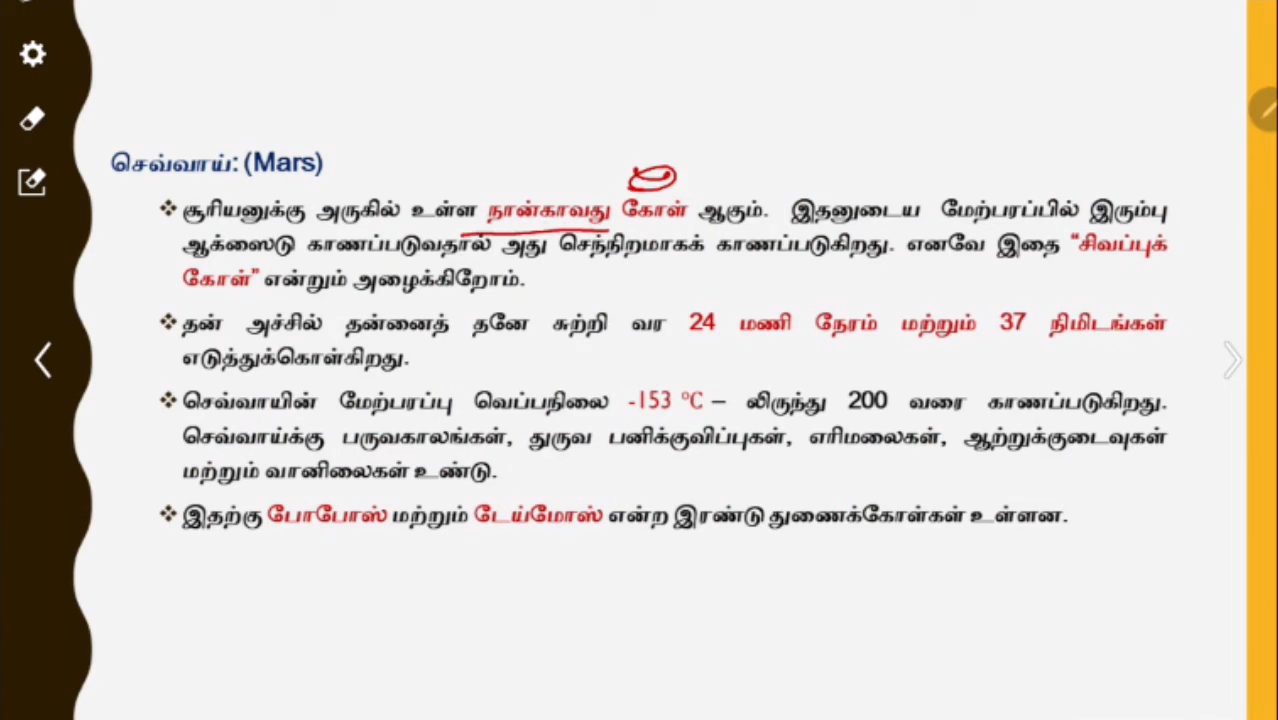 செவ்வாய்: (Mars)
❖ சூரியனுக்கு அருகில் உள்ள நான்காவது கோள் ஆகும். இதனுடைய மேற்பரப்பில் இரும்பு
ஆக்ஸைடு காணப்படுவதால் அது செந்நிறமாகக் காணப்படுகிறது. எனவே இதை “சிவப்புக்
கோள்” என்றும் அழைக்கிறோம்.
❖ தன் அச்சில் தன்னைத் தனே சுற்றி வர 24 மணி நேரம் மற்றும் 37 நிமிடங்கள்
எடுத்துக்கொள்கிறது.
❖ செவ்வாயின் மேற்பரப்பு வெப்பநிலை -153 °C – லிருந்து 200 வரை காணப்படுகிறது.
செவ்வாய்க்கு பருவகாலங்கள், துருவ பனிக்குவிப்புகள், எரிமலைகள், ஆற்றுக்குடைவுகள்
மற்றும் வானிலைகள் உண்டு.
❖ இதற்கு போபோஸ் மற்றும் டேய்மோஸ் என்ற இரண்டு துணைக்கோள்கள் உள்ளன.